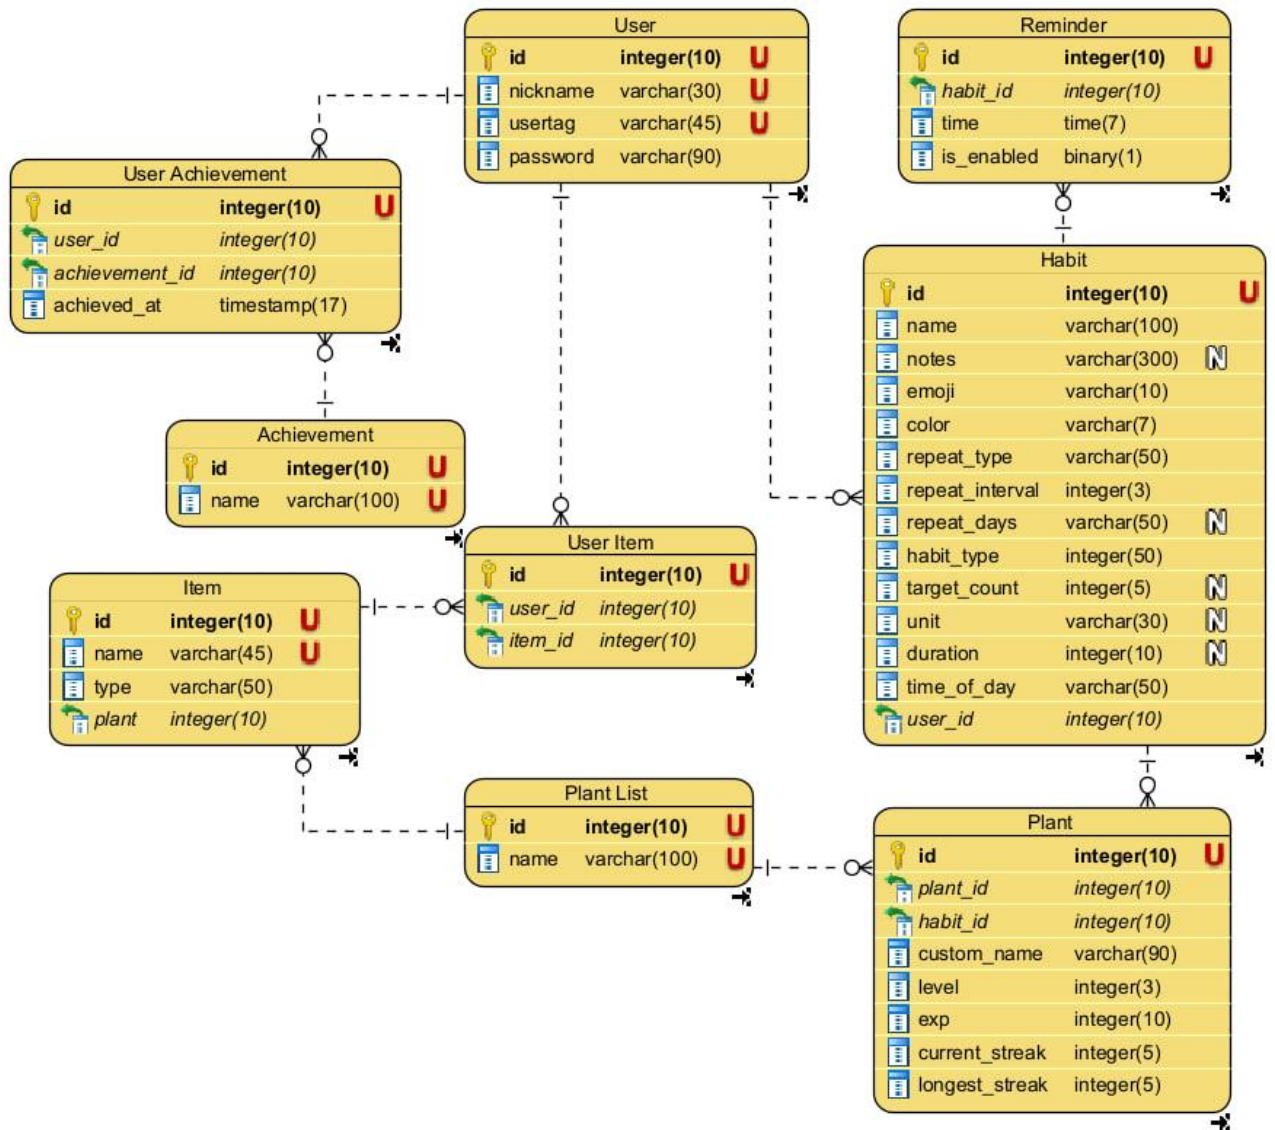 User
id integer(10) U
nickname varchar(30) U
usertag varchar(45) U
password varchar(90)
Reminder
id integer(10) U
habit_id integer(10)
time time(7)
is_enabled binary(1)
User Achievement
id integer(10) U
user_id integer(10)
achievement_id integer(10)
achieved_at timestamp(17)
Habit
id integer(10) U
name varchar(100)
notes varchar(300) N
emoji varchar(10)
color varchar(7)
repeat_type varchar(50)
repeat_interval integer(3)
repeat_days varchar(50) N
habit_type integer(50)
target_count integer(5) N
unit varchar(30) N
duration integer(10) N
time_of_day varchar(50)
user_id integer(10)
Achievement
id integer(10) U
name varchar(100) U
User Item
id integer(10) U
user_id integer(10)
item_id integer(10)
Item
id integer(10) U
name varchar(45) U
type varchar(50)
plant integer(10)
Plant List
id integer(10) U
name varchar(100) U
Plant
id integer(10) U
plant_id integer(10)
habit_id integer(10)
custom_name varchar(90)
level integer(3)
exp integer(10)
current_streak integer(5)
longest_streak integer(5)